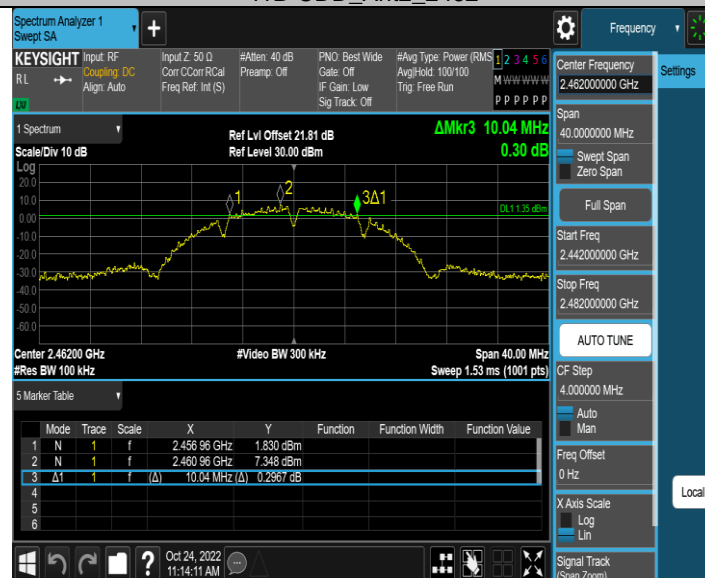 Spectrum Analyzer 1
Swept SA
+
Frequency
KEYSIGHT
R L
Input: RF
Coupling: DC
Align: Auto
Input Z: 50 Ω
Corr CCorr RCal
Freq Ref: Int (S)
#Atten: 40 dB
Preamp: Off
PNO: Best Wide
Gate: Off
IF Gain: Low
Sig Track: Off
#Avg Type: Power (RMS
Avg|Hold: 100/100
Trig: Free Run
1 2 3 4 5 6
M W W W W W
P P P P P P
1 Spectrum
Scale/Div 10 dB
Ref Lvl Offset 21.81 dB
Ref Level 30.00 dBm
ΔMkr3 10.04 MHz
0.30 dB
Log
20.0
10.0
0.00
-10.0
-20.0
-30.0
-40.0
-50.0
-60.0
1
2
3Δ1
DL1 1.35 dBm
Center 2.46200 GHz
#Video BW 300 kHz
Span 40.00 MHz
#Res BW 100 kHz
Sweep 1.53 ms (1001 pts)
5 Marker Table
Mode Trace Scale X Y Function Function Width Function Value
1 N 1 f 2.456 96 GHz 1.830 dBm
2 N 1 f 2.460 96 GHz 7.348 dBm
3 Δ1 1 f (Δ) 10.04 MHz (Δ) 0.2967 dB
4
5
6
?
Oct 24, 2022
11:14:11 AM
Center Frequency
2.462000000 GHz
Span
40.0000000 MHz
Swept Span
Zero Span
Full Span
Start Freq
2.442000000 GHz
Stop Freq
2.482000000 GHz
AUTO TUNE
CF Step
4.000000 MHz
Auto
Man
Freq Offset
0 Hz
X Axis Scale
Log
Lin
Signal Track
(Span Zoom)
Settings
Local